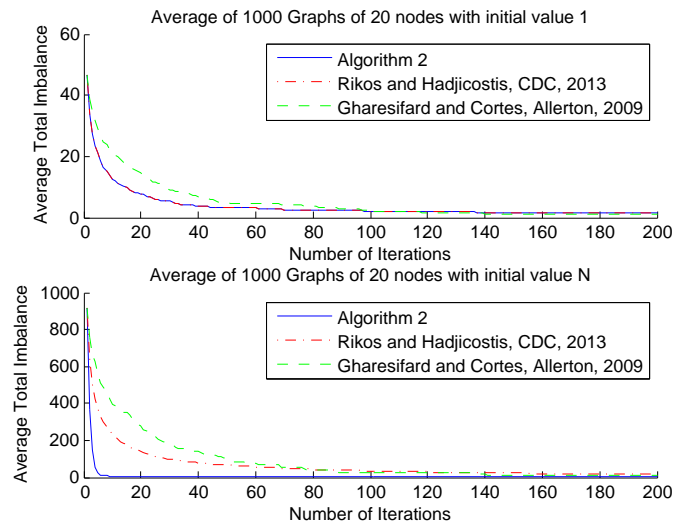 Average of 1000 Graphs of 20 nodes with initial value 1
Average Total Imbalance
60
40
20
0
Algorithm 2
Rikos and Hadjicostis, CDC, 2013
Gharesifard and Cortes, Allerton, 2009
0 20 40 60 80 100 120 140 160 180 200
Number of Iterations
Average of 1000 Graphs of 20 nodes with initial value N
Average Total Imbalance
1000
800
600
400
200
0
Algorithm 2
Rikos and Hadjicostis, CDC, 2013
Gharesifard and Cortes, Allerton, 2009
0 20 40 60 80 100 120 140 160 180 200
Number of Iterations